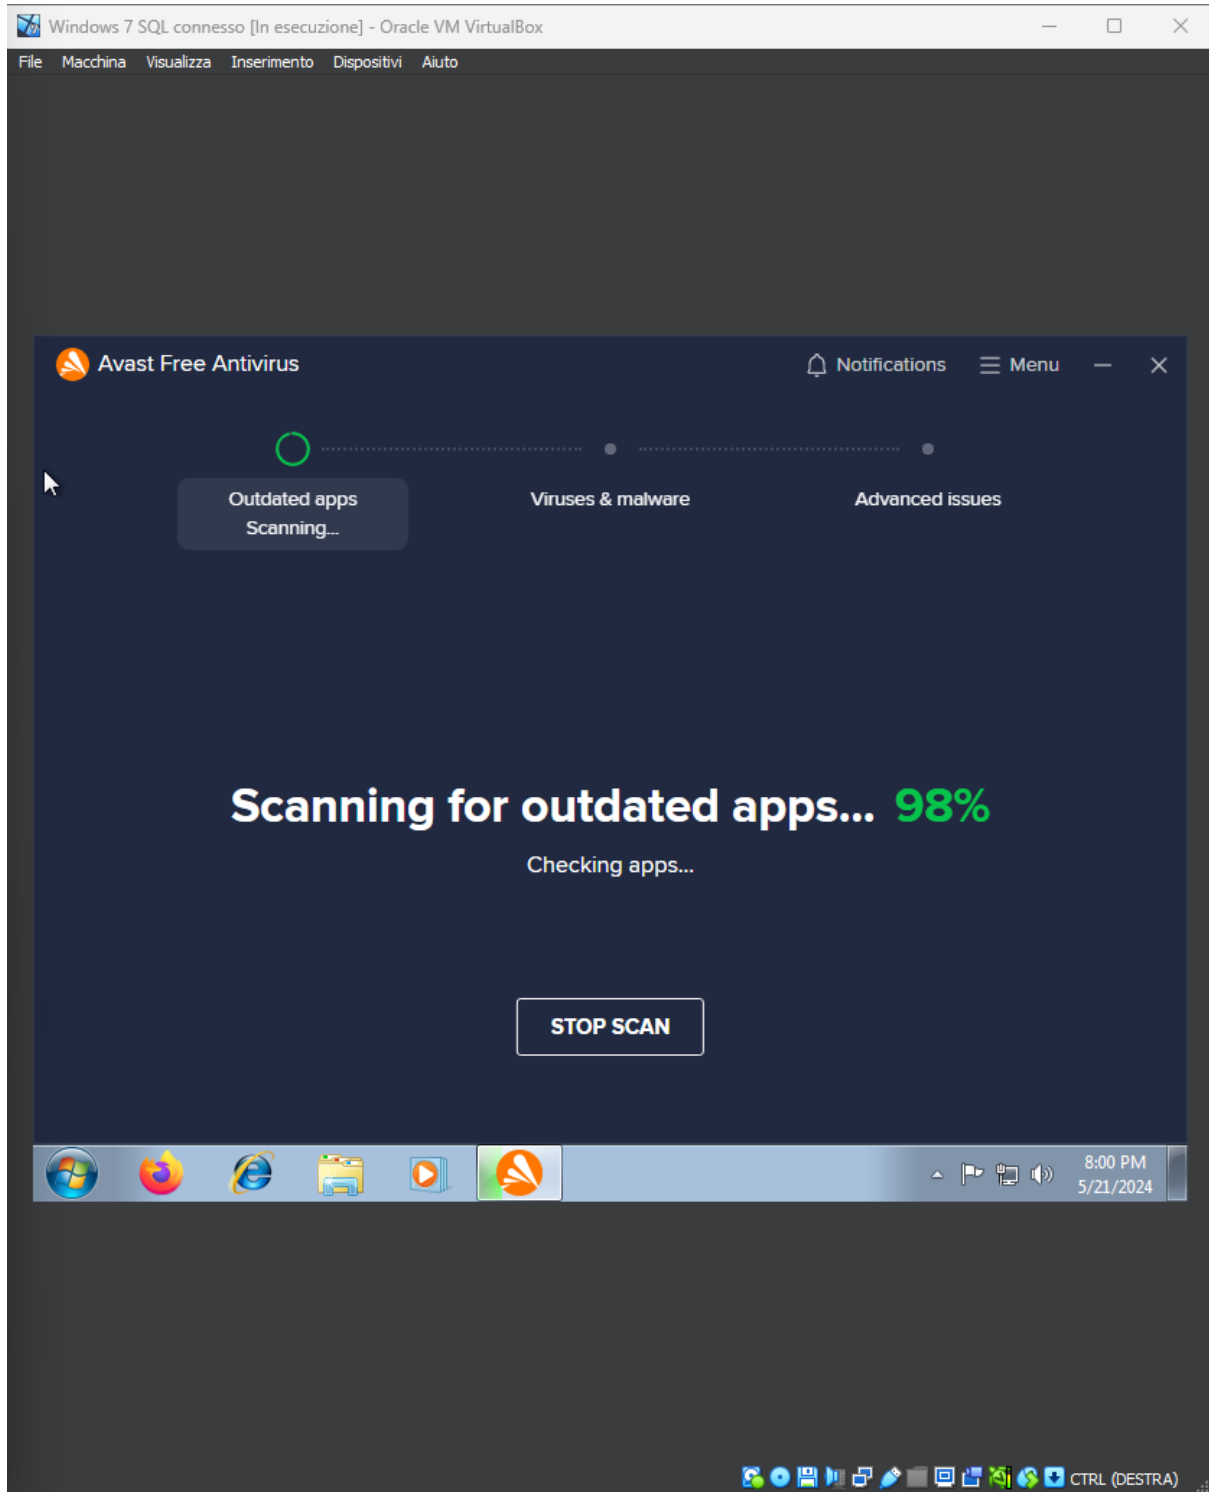 Windows 7 SQL connesso [In esecuzione] - Oracle VM VirtualBox
File Macchina Visualizza Inserimento Dispositivi Aiuto
Avast Free Antivirus
Notifications Menu
Outdated apps
Scanning...
Viruses & malware
Advanced issues
Scanning for outdated apps... 98%
Checking apps...
STOP SCAN
8:00 PM
5/21/2024
CTRL (DESTRA)